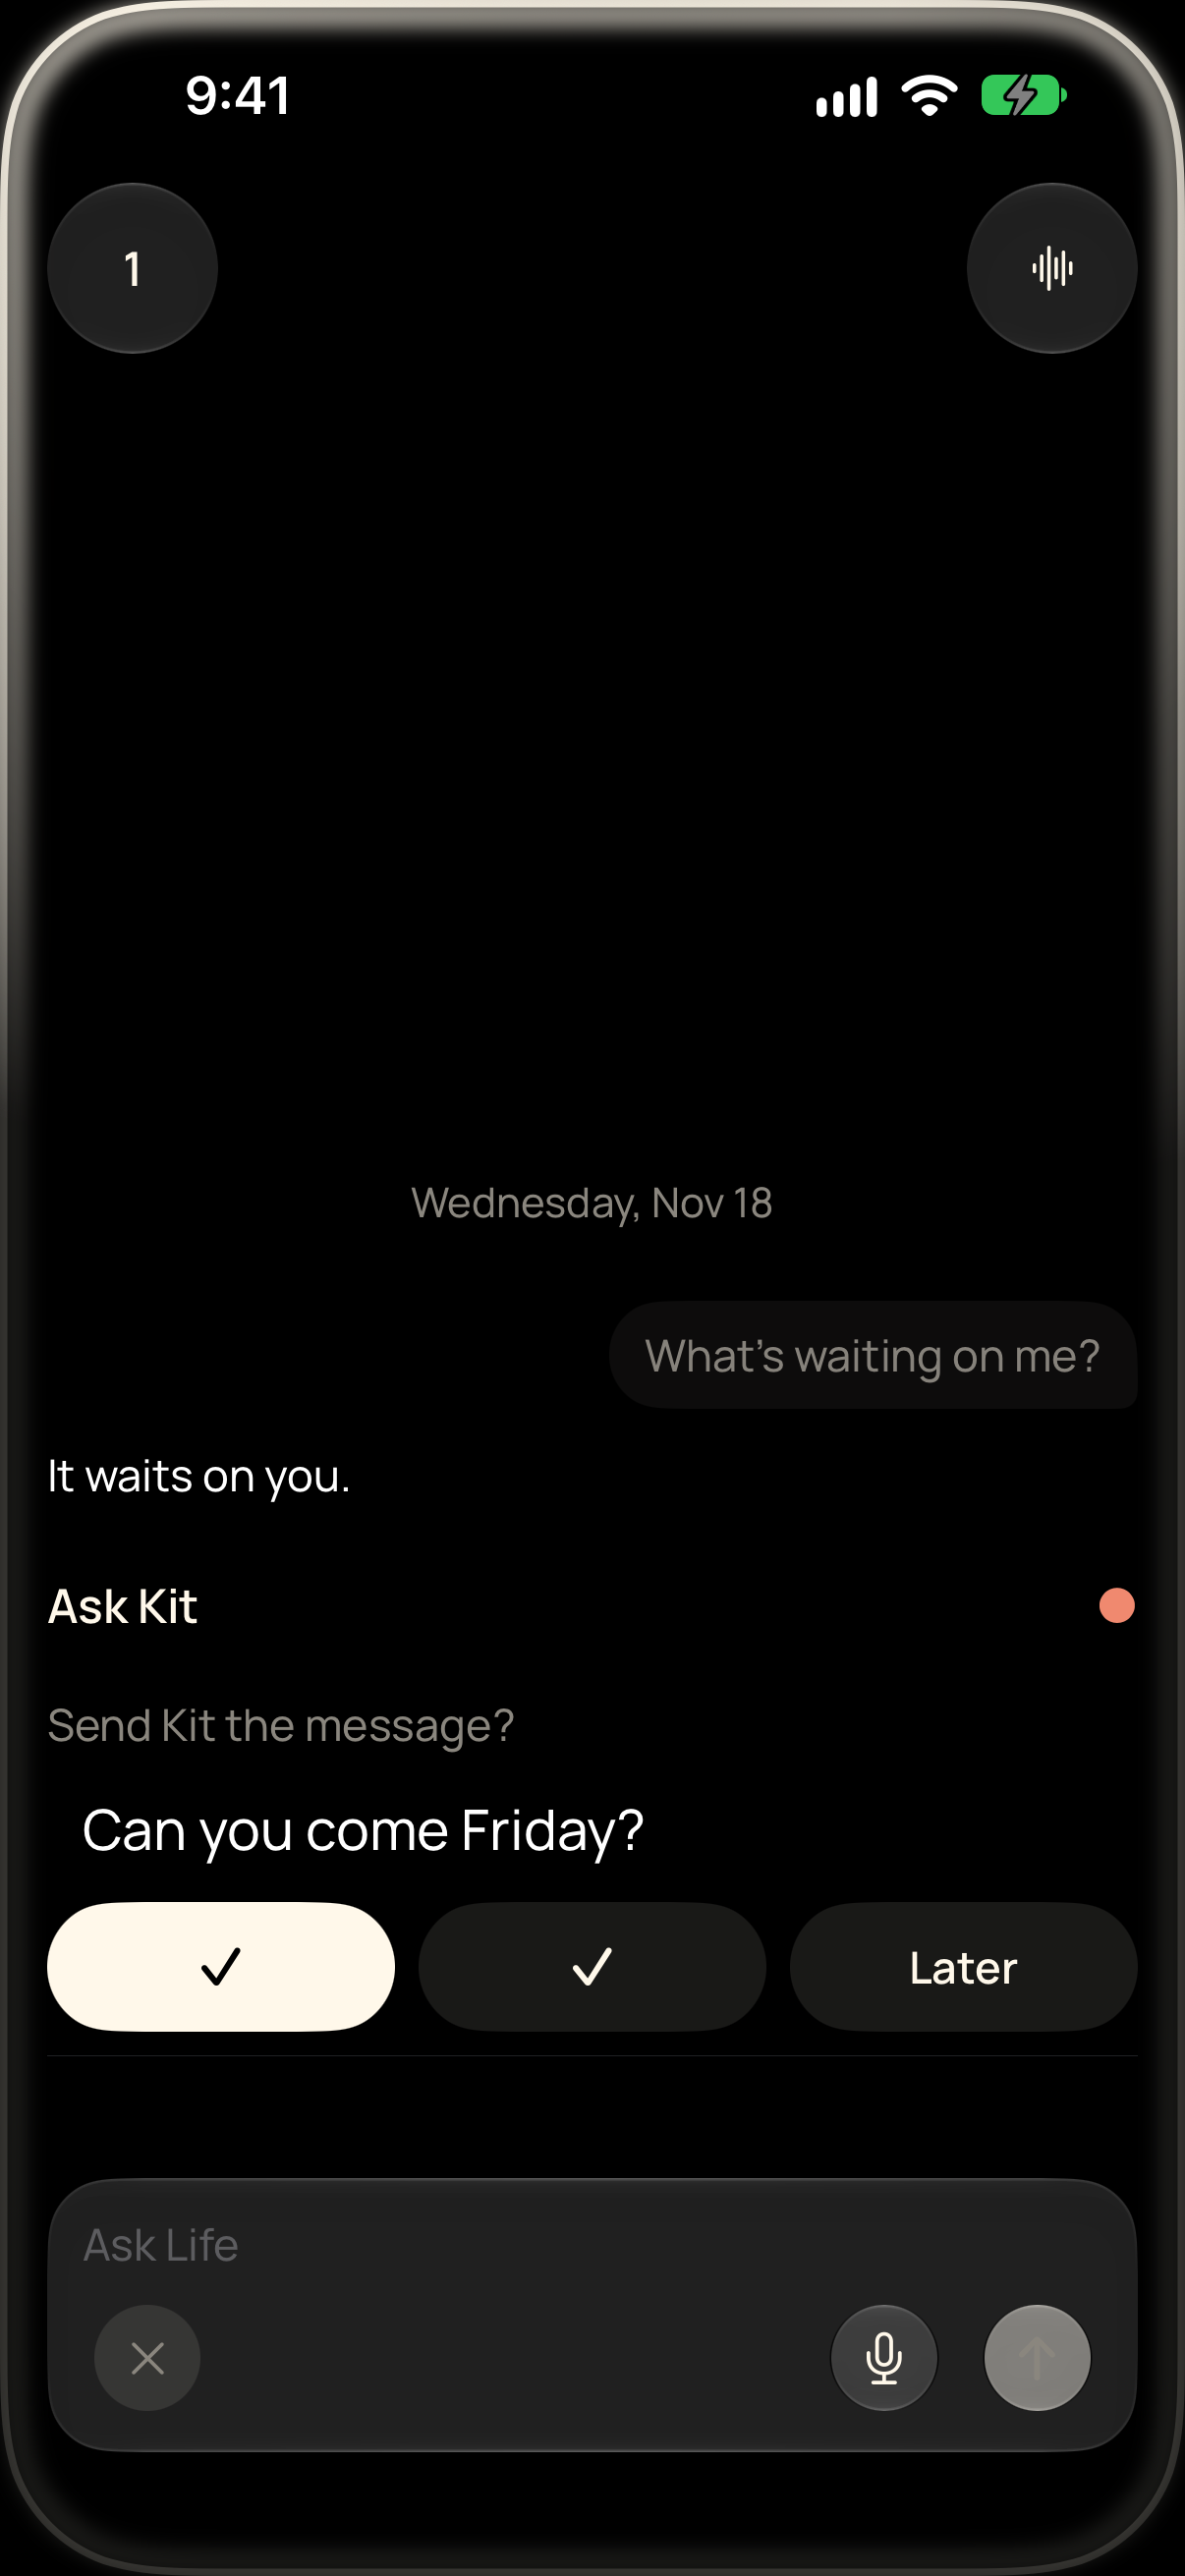 9:41
1
Wednesday, Nov 18
What’s waiting on me?
It waits on you.
Ask Kit
Send Kit the message?
Can you come Friday?
Later
Ask Life